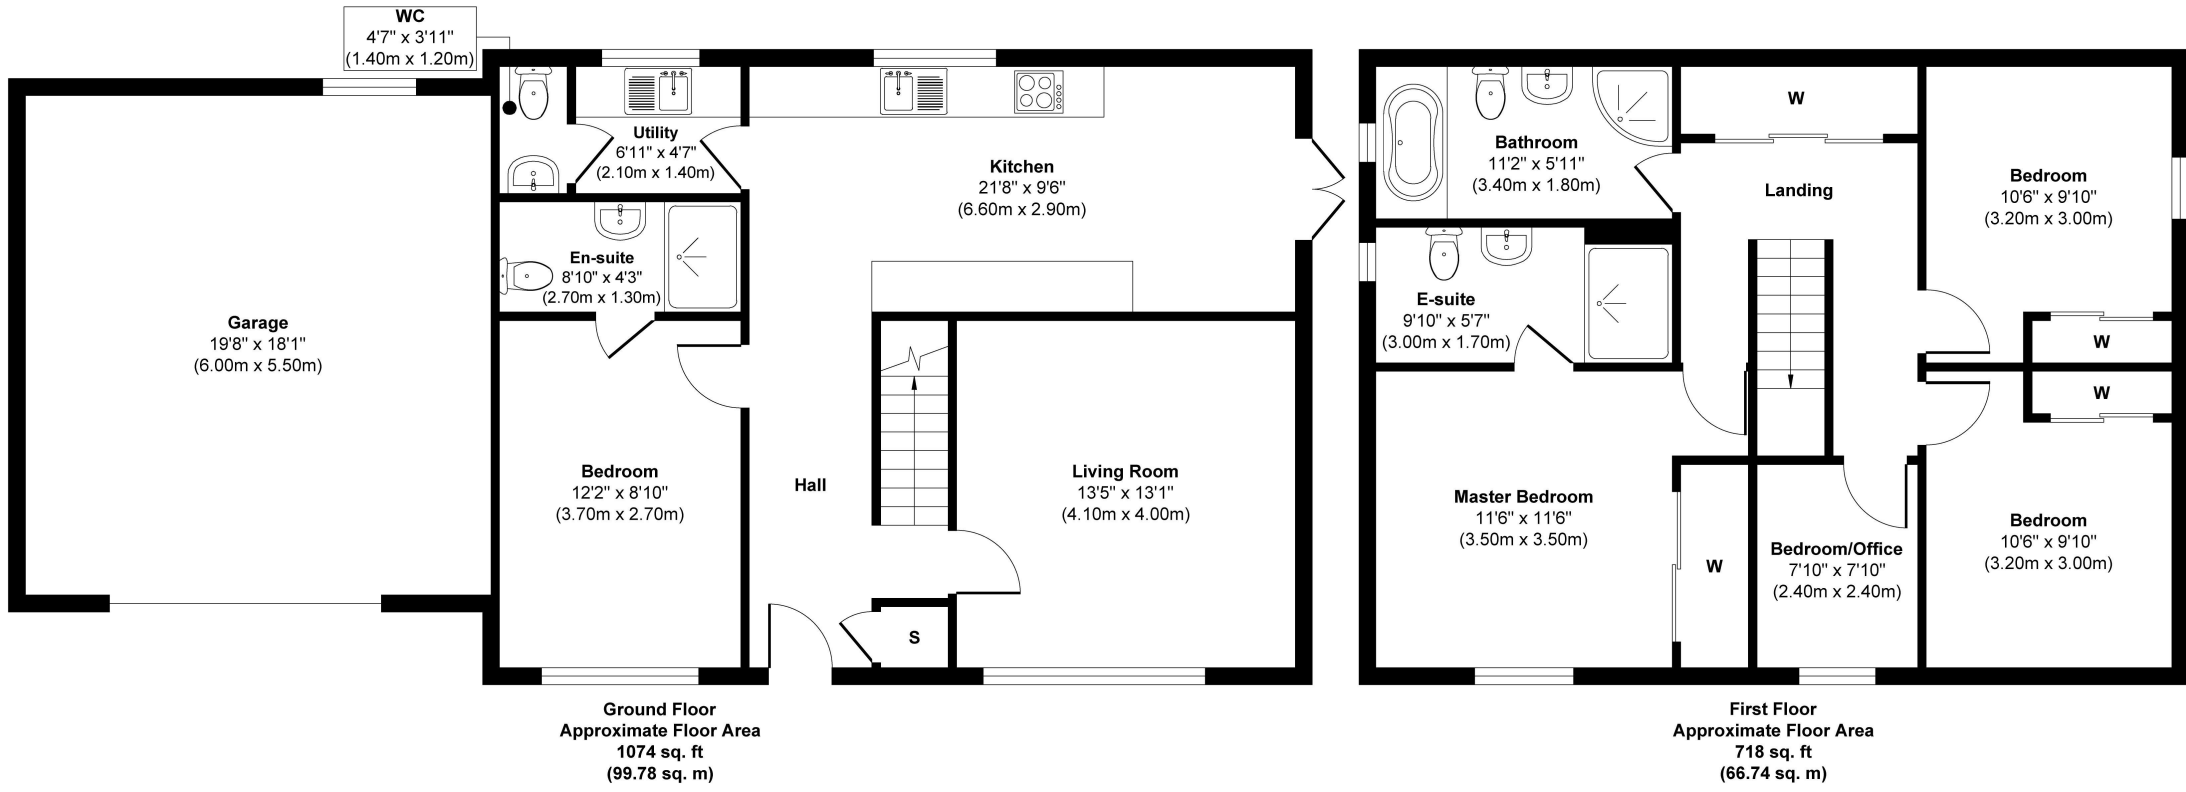 WC
4'7" x 3'11"
(1.40m x 1.20m)
Utility
6'11" x 4'7"
(2.10m x 1.40m)
Kitchen
21'8" x 9'6"
(6.60m x 2.90m)
En-suite
8'10" x 4'3"
(2.70m x 1.30m)
Garage
19'8" x 18'1"
(6.00m x 5.50m)
Bedroom
12'2" x 8'10"
(3.70m x 2.70m)
Hall
Living Room
13'5" x 13'1"
(4.10m x 4.00m)
S
Ground Floor
Approximate Floor Area
1074 sq. ft
(99.78 sq. m)
Bathroom
11'2" x 5'11"
(3.40m x 1.80m)
W
Landing
Bedroom
10'6" x 9'10"
(3.20m x 3.00m)
E-suite
9'10" x 5'7"
(3.00m x 1.70m)
W
W
Master Bedroom
11'6" x 11'6"
(3.50m x 3.50m)
W
Bedroom/Office
7'10" x 7'10"
(2.40m x 2.40m)
Bedroom
10'6" x 9'10"
(3.20m x 3.00m)
First Floor
Approximate Floor Area
718 sq. ft
(66.74 sq. m)